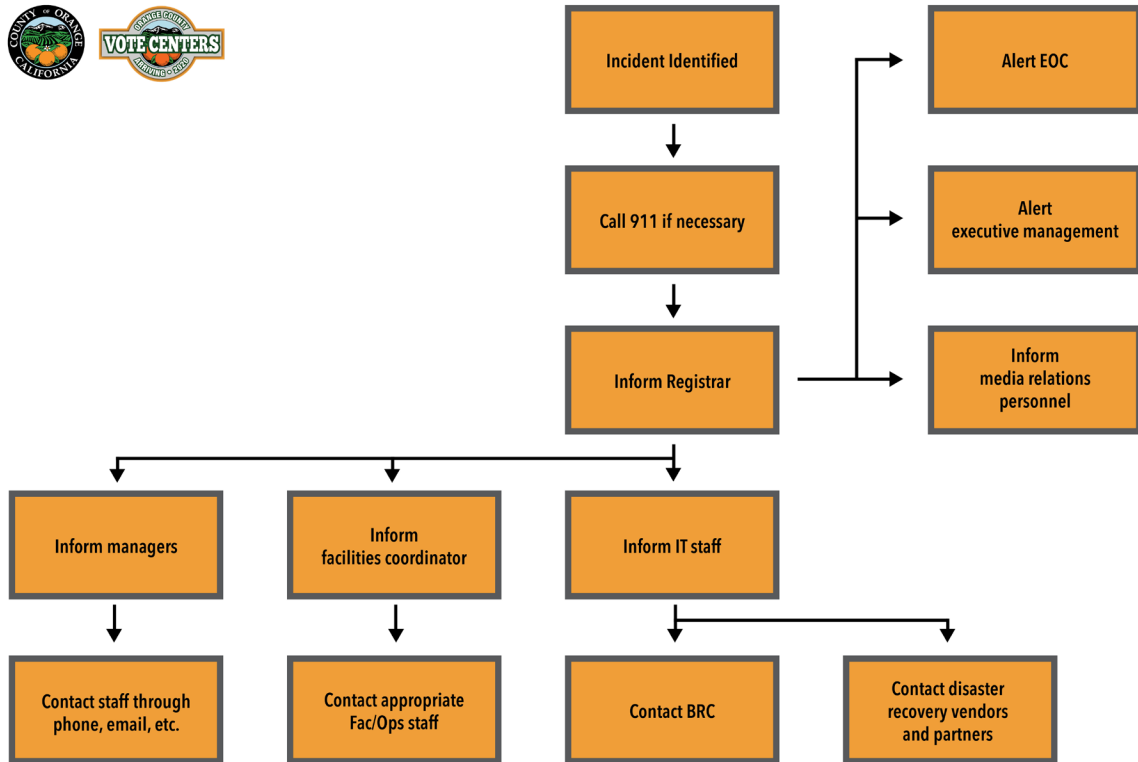 COUNTY OF ORANGE
CALIFORNIA
ORANGE COUNTY
VOTE CENTERS
ARRIVING • 2020
Incident Identified
Alert EOC
Call 911 if necessary
Alert
executive management
Inform Registrar
Inform
media relations
personnel
Inform managers
Inform
facilities coordinator
Inform IT staff
Contact staff through
phone, email, etc.
Contact appropriate
Fac/Ops staff
Contact BRC
Contact disaster
recovery vendors
and partners